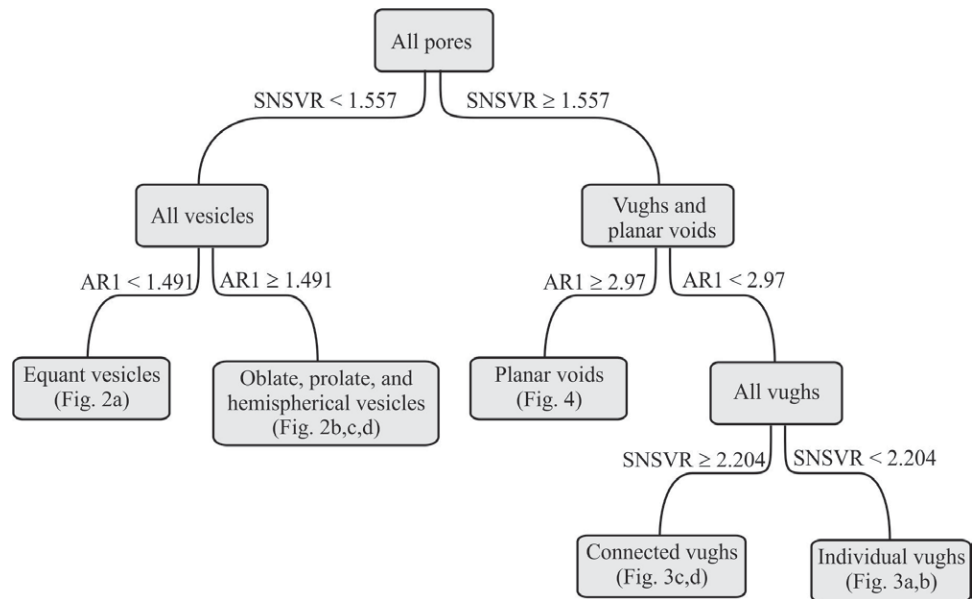 All pores
SNSVR < 1.557
SNSVR ≥ 1.557
All vesicles
Vughs and
planar voids
AR1 < 1.491
AR1 ≥ 1.491
AR1 ≥ 2.97
AR1 < 2.97
Equant vesicles
(Fig. 2a)
Oblate, prolate, and
hemispherical vesicles
(Fig. 2b,c,d)
Planar voids
(Fig. 4)
All vughs
SNSVR ≥ 2.204
SNSVR < 2.204
Connected vughs
(Fig. 3c,d)
Individual vughs
(Fig. 3a,b)